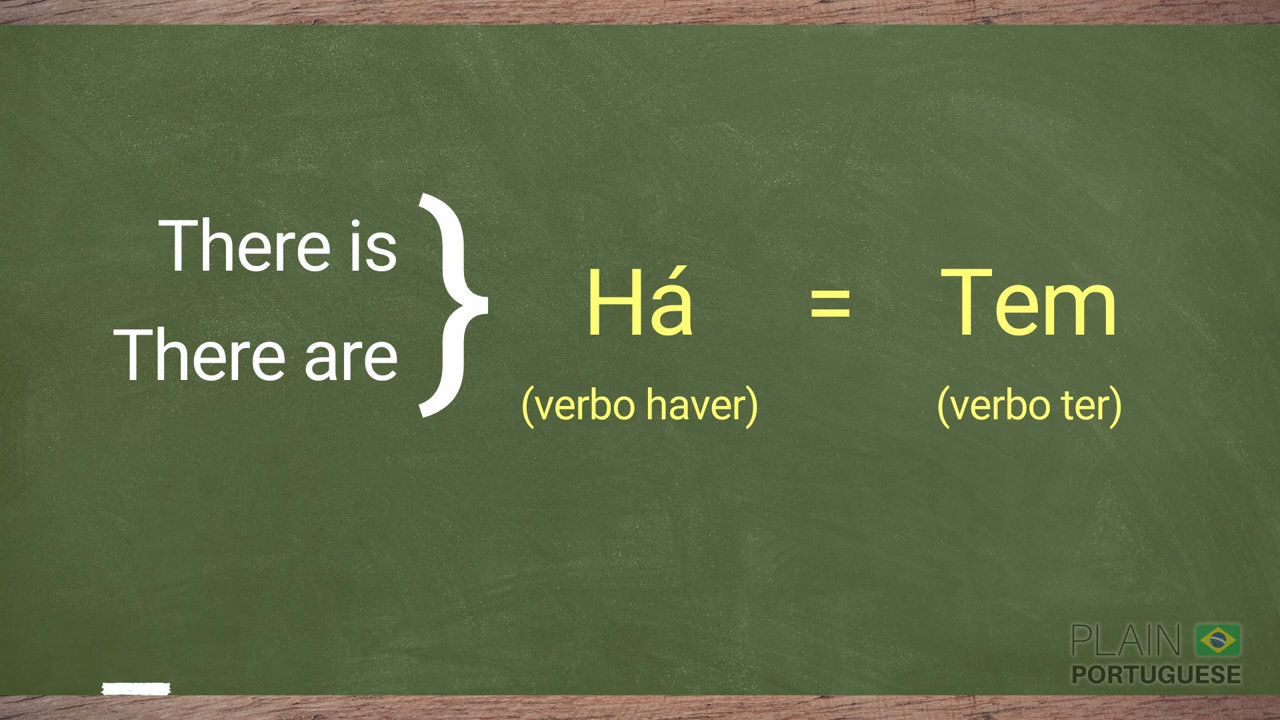 There is
There are
Há = Tem
(verbo haver) (verbo ter)
PLAIN
PORTUGUESE